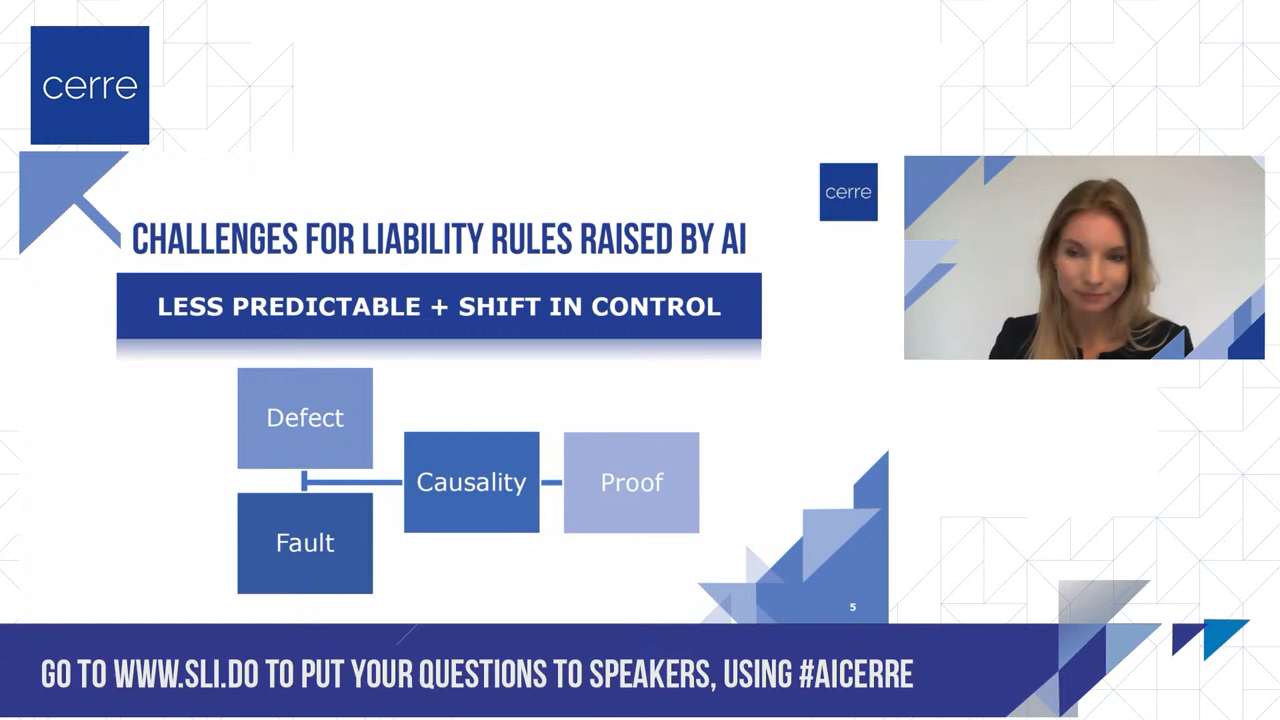 cerre
cerre
CHALLENGES FOR LIABILITY RULES RAISED BY AI
LESS PREDICTABLE + SHIFT IN CONTROL
Defect
Causality
Proof
Fault
5
GO TO WWW.SLI.DO TO PUT YOUR QUESTIONS TO SPEAKERS, USING #AICERRE